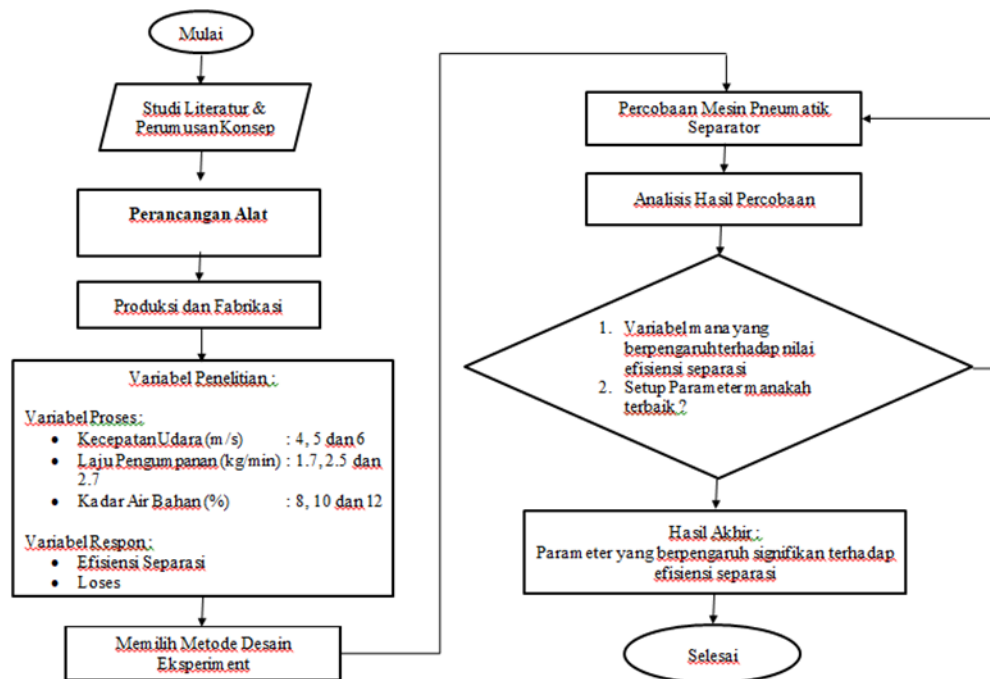 Mulai
Studi Literatur &
Perumusan Konsep
Perancangan Alat
Produksi dan Fabrikasi
Variabel Penelitian :
Variabel Proses :
• Kecepatan Udara (m/s) : 4, 5 dan 6
• Laju Pengumpanan (kg/min) : 1.7, 2.5 dan
2.7
• Kadar Air Bahan (%) : 8, 10 dan 12
Variabel Respon :
• Efisiensi Separasi
• Loses
Memilih Metode Desain
Eksperiment
Percobaan Mesin Pneumatik
Separator
Analisis Hasil Percobaan
1. Variabel mana yang
berpengaruh terhadap nilai
efisiensi separasi
2. Setup Parameter manakah
terbaik ?
Hasil Akhir :
Parameter yang berpengaruh signifikan terhadap
efisiensi separasi
Selesai